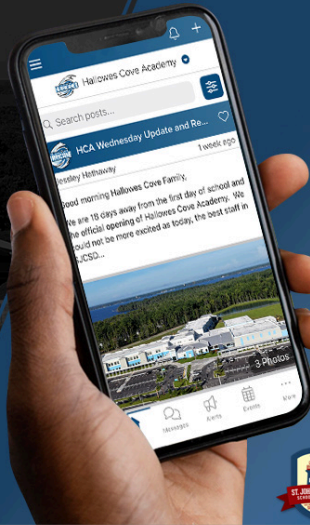 Hallowes Cove Academy
Search posts...
HCA Wednesday Update and Re...
estley Hathaway
1 week ago
Good morning Hallowes Cove Family,
We are 18 days away from the first day of school and
the official opening of Hallowes Cove Academy. We
could not be more excited as today, the best staff in
SJCSD...
3 Photos
Messages
Alerts
Events
More
ST. JOH
SCHO